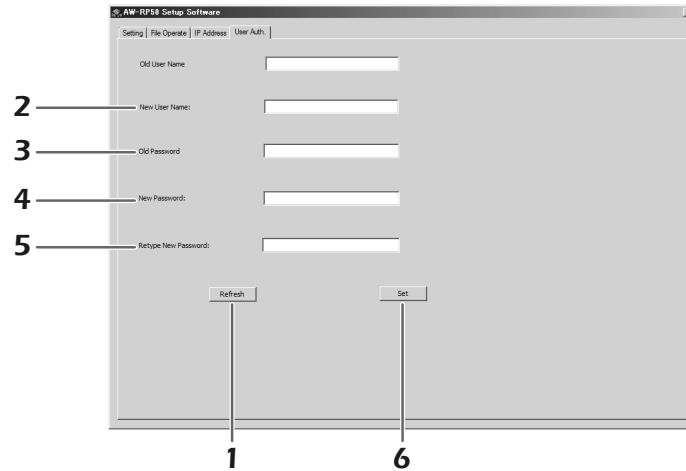 AW-RP50 Setup Software
Setting File Operate IP Address User Auth.
Old User Name
2 New User Name:
3 Old Password
4 New Password:
5 Retype New Password:
Refresh Set
1 6